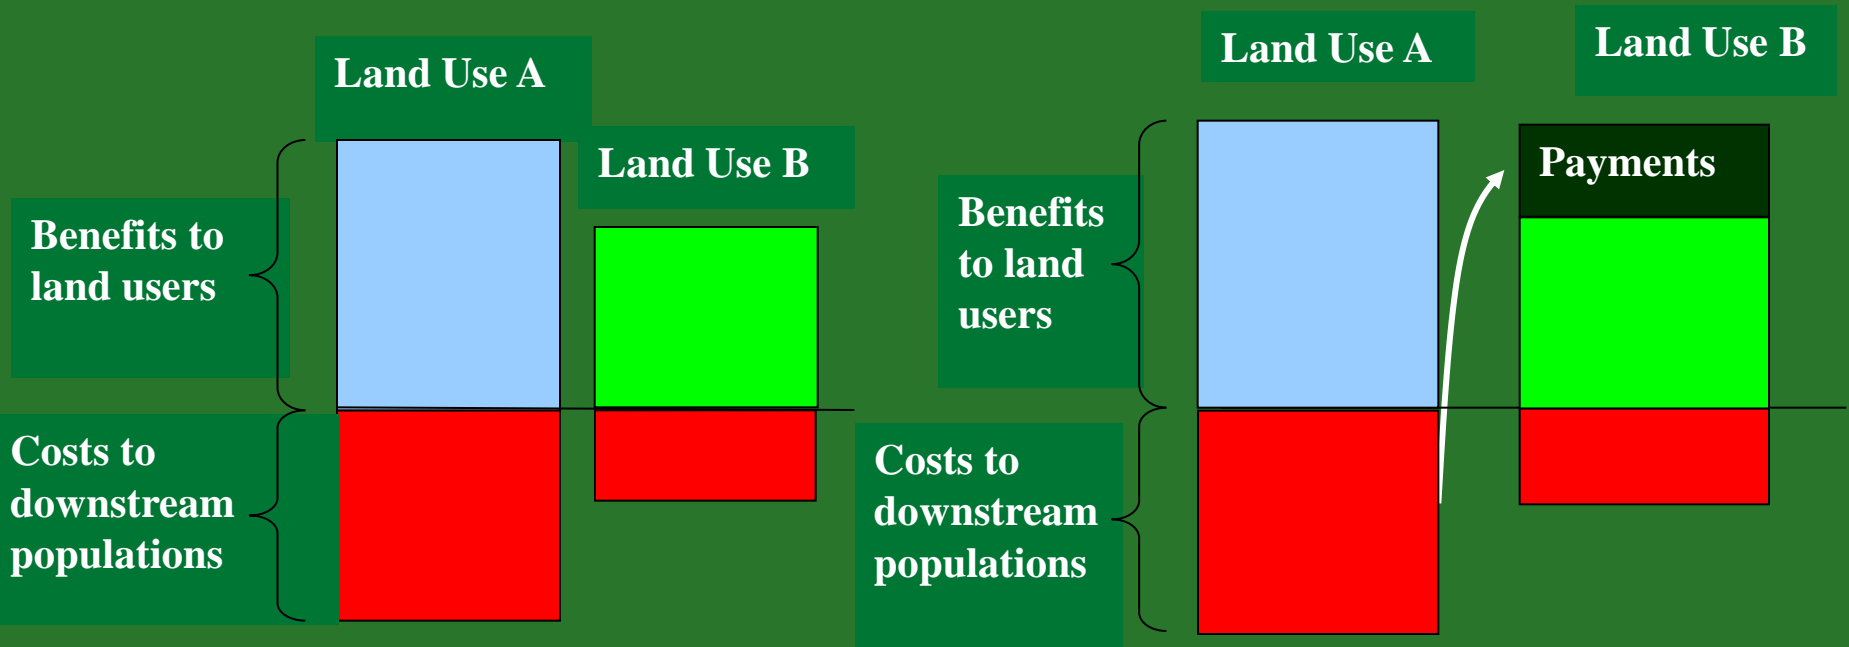 Land Use A
Land Use B
Benefits to
land users
Costs to
downstream
populations
Land Use A
Land Use B
Payments
Benefits
to land
users
Costs to
downstream
populations